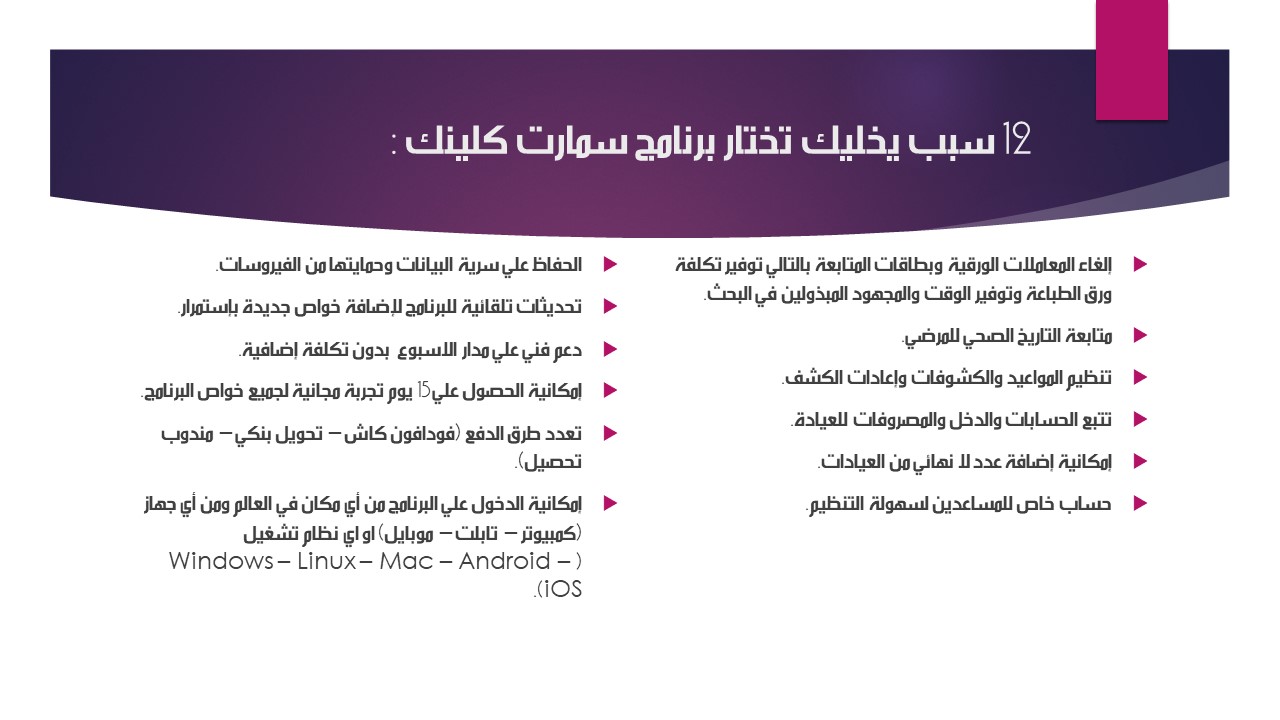 12 سبب يخليك تختار برنامج سمارت كلينك :
إلغاء المعاملات الورقية وبطاقات المتابعة بالتالي توفير تكلفة
ورق الطباعة وتوفير الوقت والمجهود المبذولين في البحث.
متابعة التاريخ الصحي للمرضي.
تنظيم المواعيد والكشوفات وإعادات الكشف.
تتبع الحسابات والدخل والمصروفات للعيادة.
إمكانية إضافة عدد لا نهائي من العيادات.
حساب خاص للمساعدين لسهولة التنظيم.
الحفاظ علي سرية البيانات وحمايتها من الفيروسات.
تحديثات تلقائية للبرنامج لإضافة خواص جديدة بإستمرار.
دعم فني علي مدار الاسبوع بدون تكلفة إضافية.
إمكانية الحصول علي15 يوم تجربة مجانية لجميع خواص البرنامج.
تعدد طرق الدفع (فودافون كاش – تحويل بنكي – مندوب
تحصيل).
إمكانية الدخول علي البرنامج من أي مكان في العالم ومن أي جهاز
(كمبيوتر – تابلت – موبايل) او اي نظام تشغيل
(Windows – Linux – Mac – Android –
iOS).